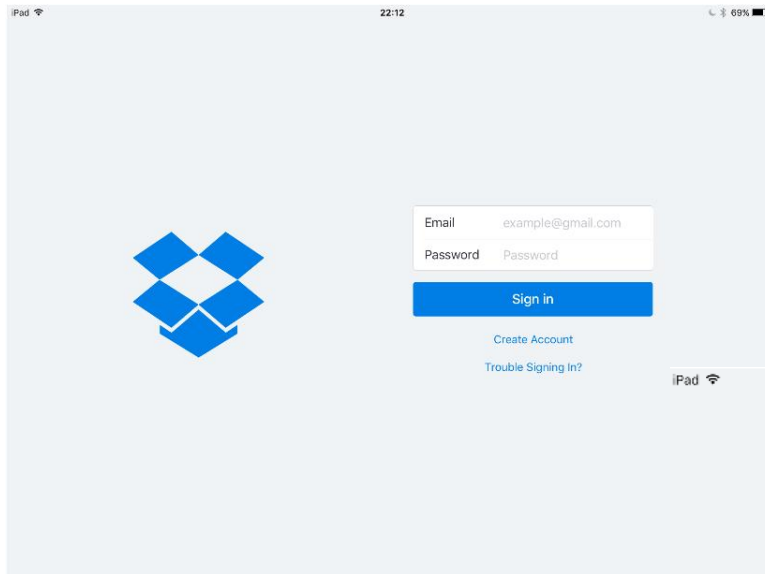 iPad
22:12
69%
Email example@gmail.com
Password Password
Sign in
Create Account
Trouble Signing In?
iPad